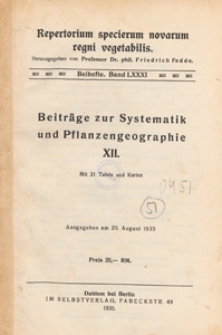 Repertorium specierum novarum
regni vegetabilis.
Herausgegeben von Professor Dr. phil. Friedrich Fedde.
Beihefte. Band LXXXI
Beiträge zur Systematik
und Pflanzengeographie
XII.
Mit 21 Tafeln und Karten
51
Ausgegeben am 20. August 1935
Preis 25,— RM.
Dahlem bei Berlin
IM SELBSTVERLAG, FABECKSTR. 49
1935.